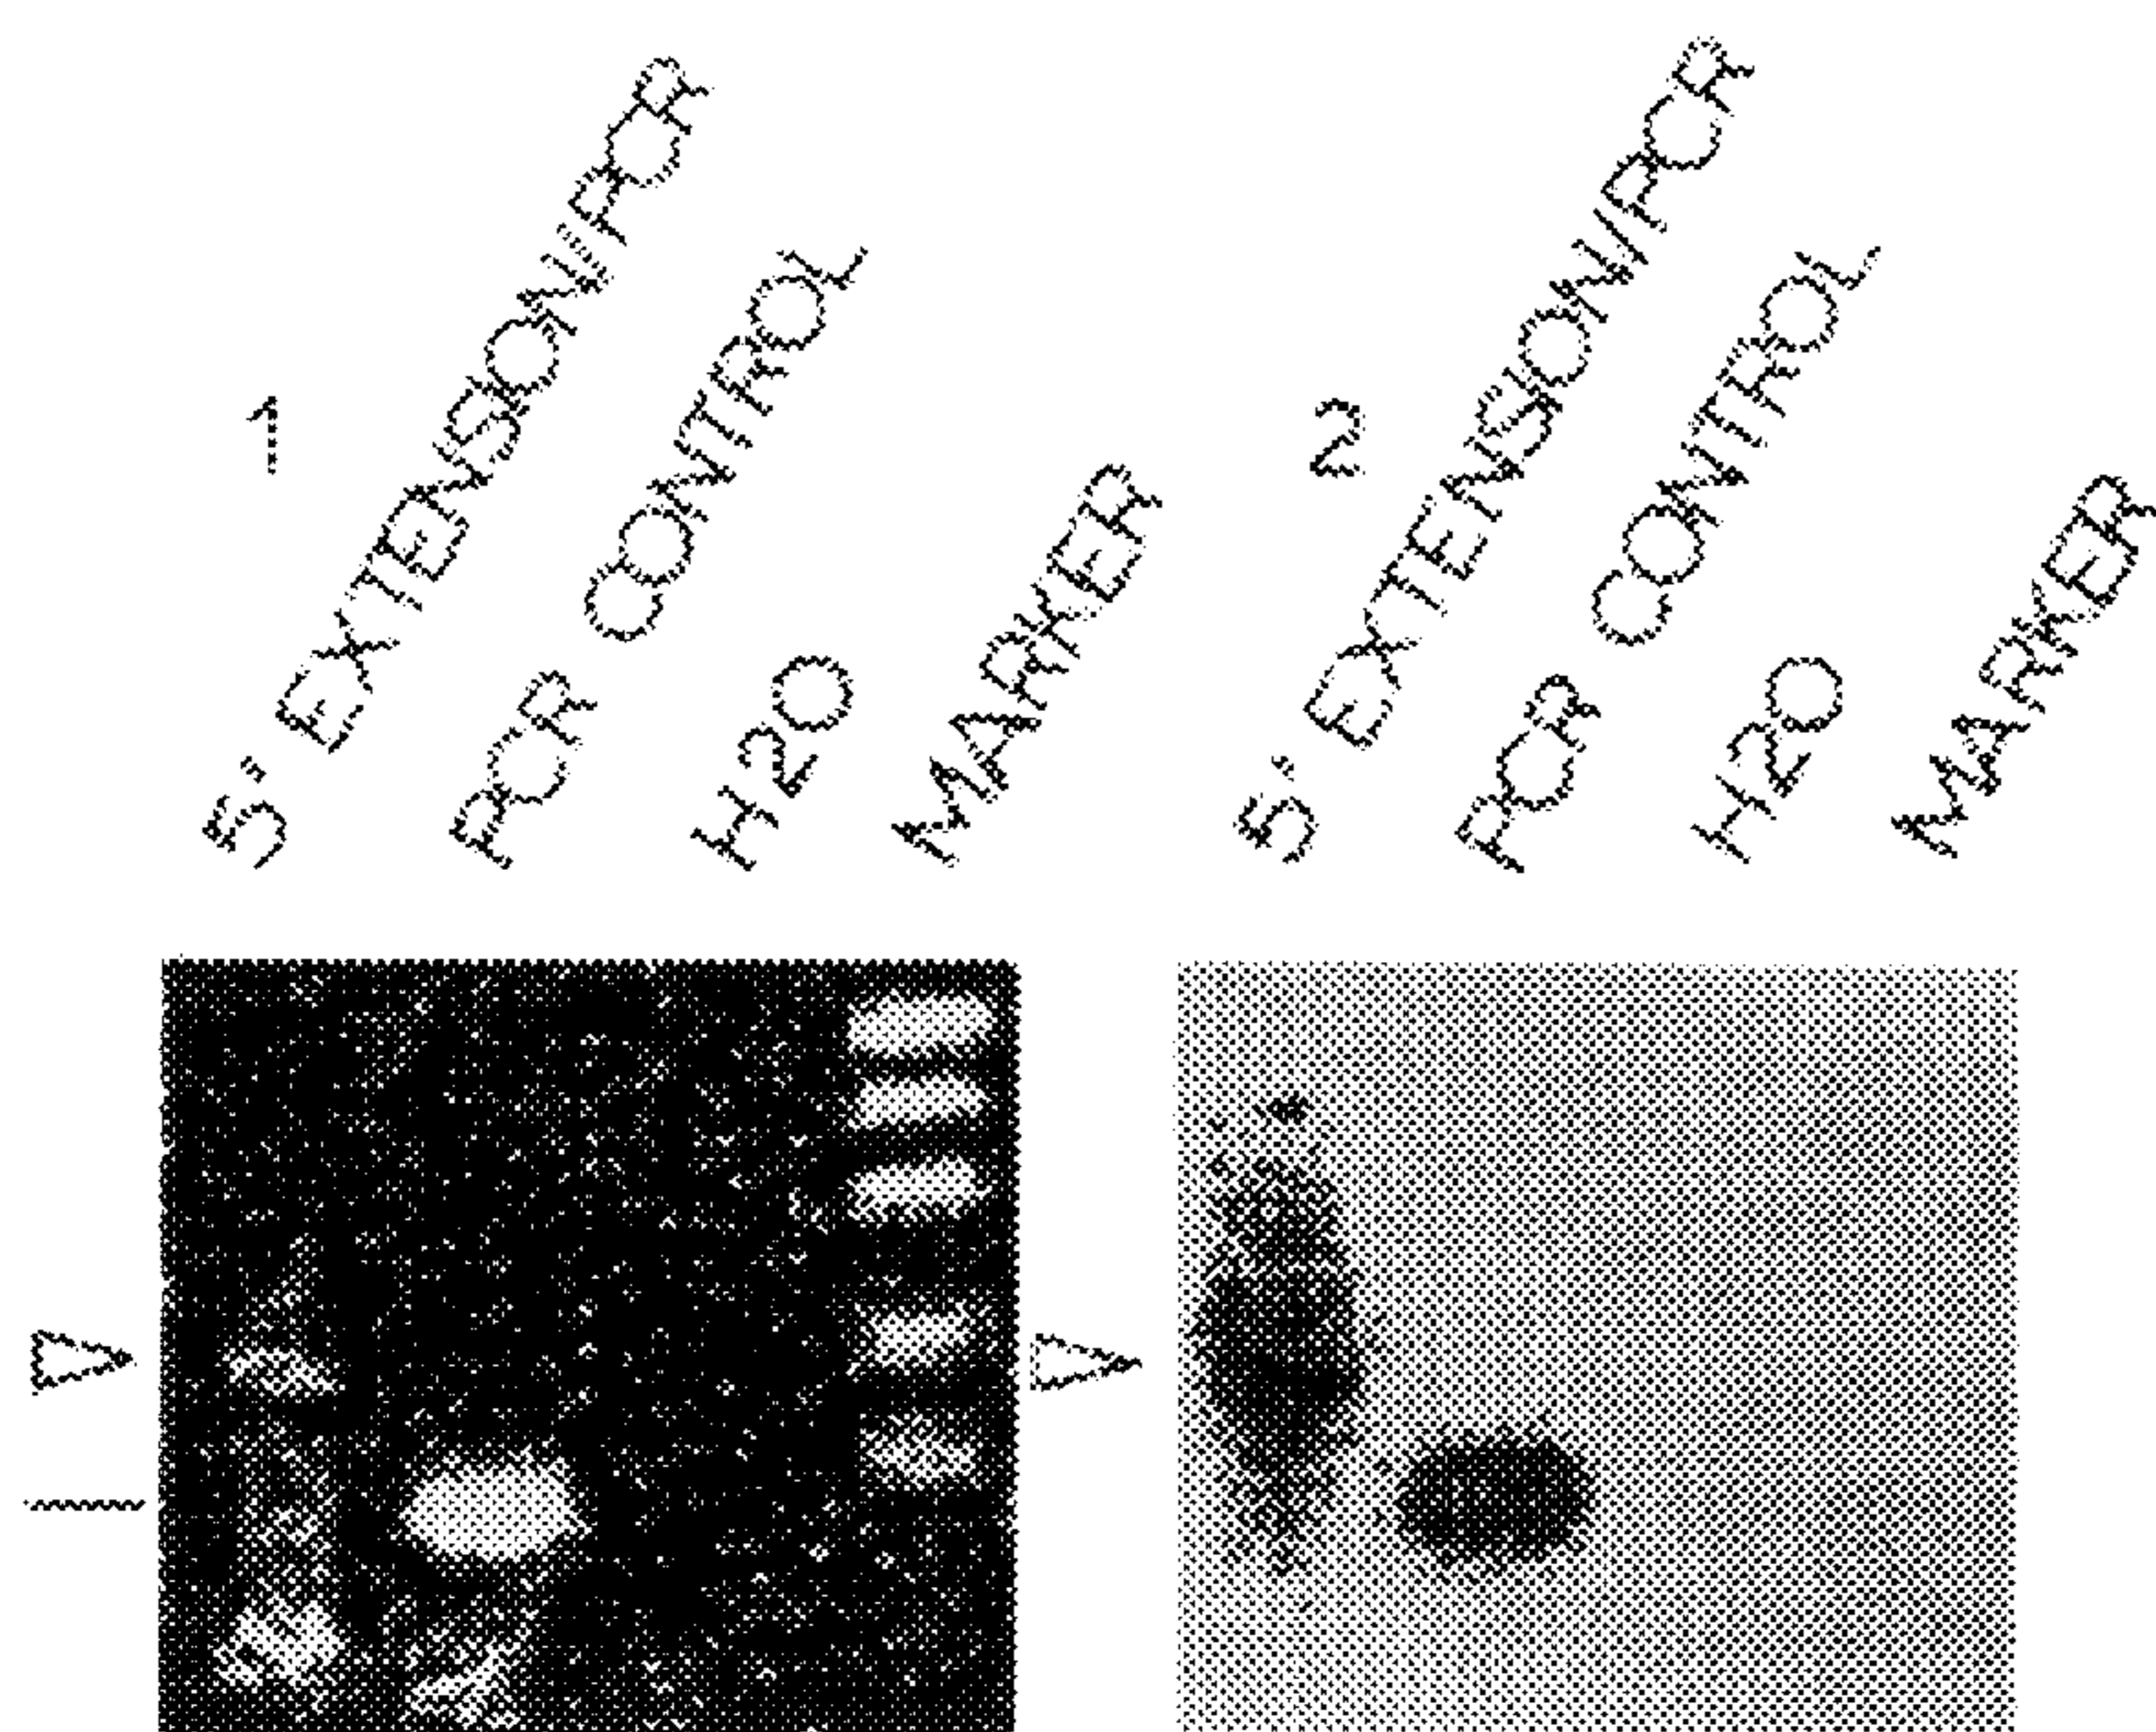 1
5' EXTENSION/PCR
PCR CONTROL
H2O
MARKER
2
5' EXTENSION/PCR
PCR CONTROL
H2O
MARKER